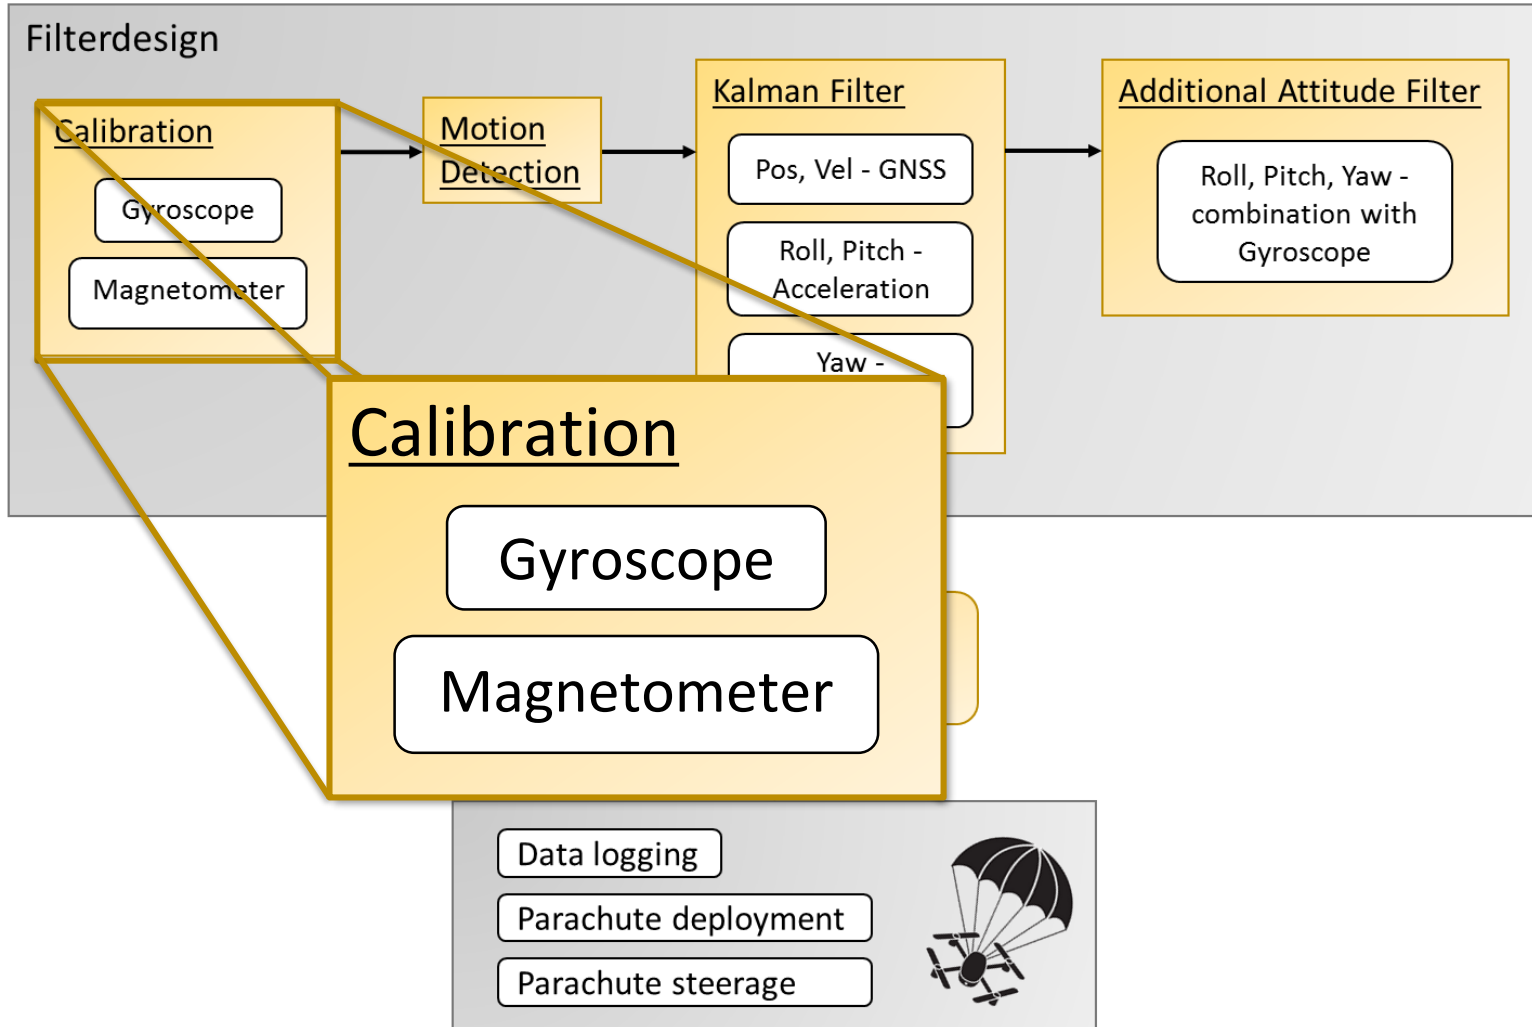 Filterdesign
Calibration
Gyroscope
Magnetometer
Motion
Detection
Kalman Filter
Pos, Vel - GNSS
Roll, Pitch -
Acceleration
Yaw -
Additional Attitude Filter
Roll, Pitch, Yaw -
combination with
Gyroscope
Calibration
Gyroscope
Magnetometer
Data logging
Parachute deployment
Parachute steerage